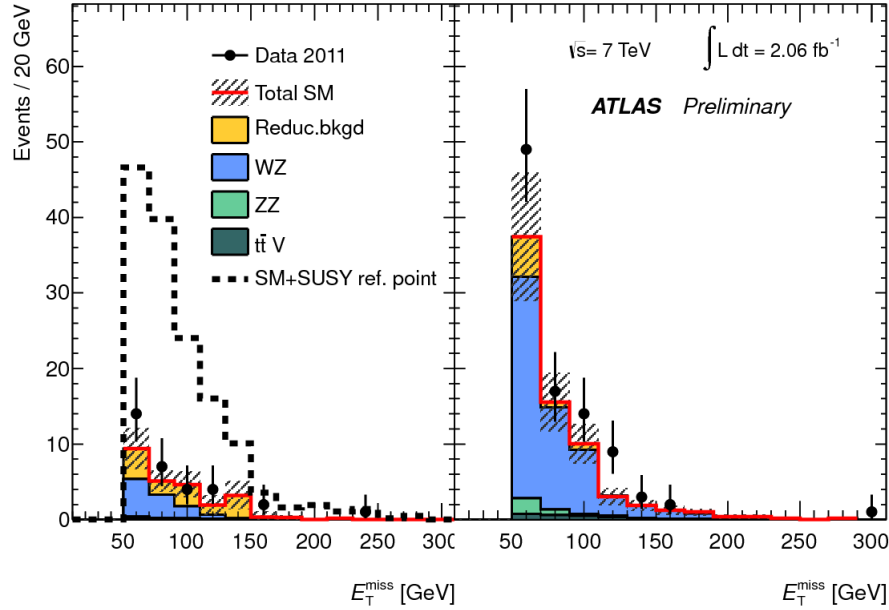 Events / 20 GeV
60
50
40
30
20
10
0
Data 2011
Total SM
Reduc.bkgd
WZ
ZZ
tt̄ V
SM+SUSY ref. point
√s= 7 TeV ∫ L dt = 2.06 fb⁻¹
ATLAS Preliminary
50 100 150 200 250 300
50 100 150 200 250 300
E_T^miss [GeV]
E_T^miss [GeV]